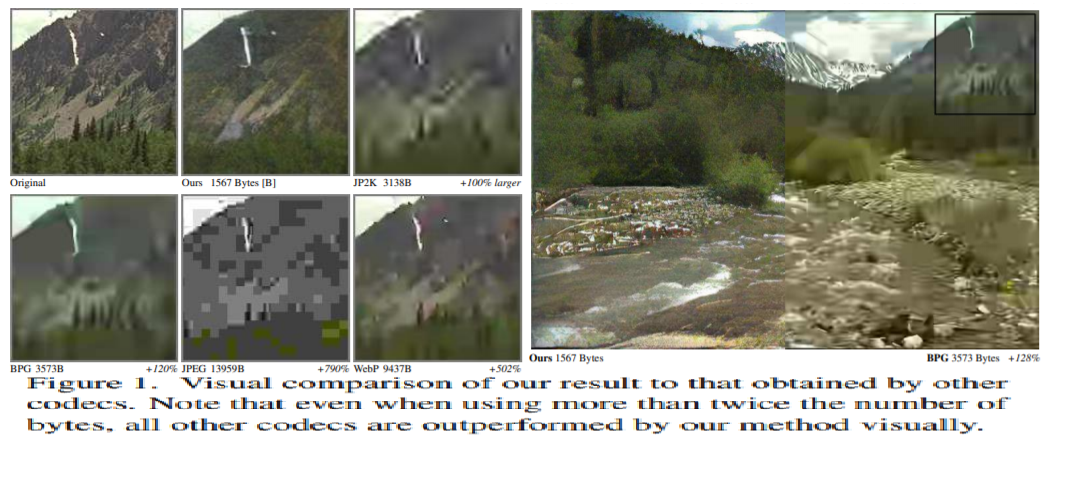 Original
Ours 1567 Bytes [B]
JP2K 3138B +100% larger
BPG 3573B +120%
JPEG 13959B +790%
WebP 9437B +502%
Ours 1567 Bytes
BPG 3573 Bytes +128%
Figure 1. Visual comparison of our result to that obtained by other
codecs. Note that even when using more than twice the number of
bytes, all other codecs are outperformed by our method visually.